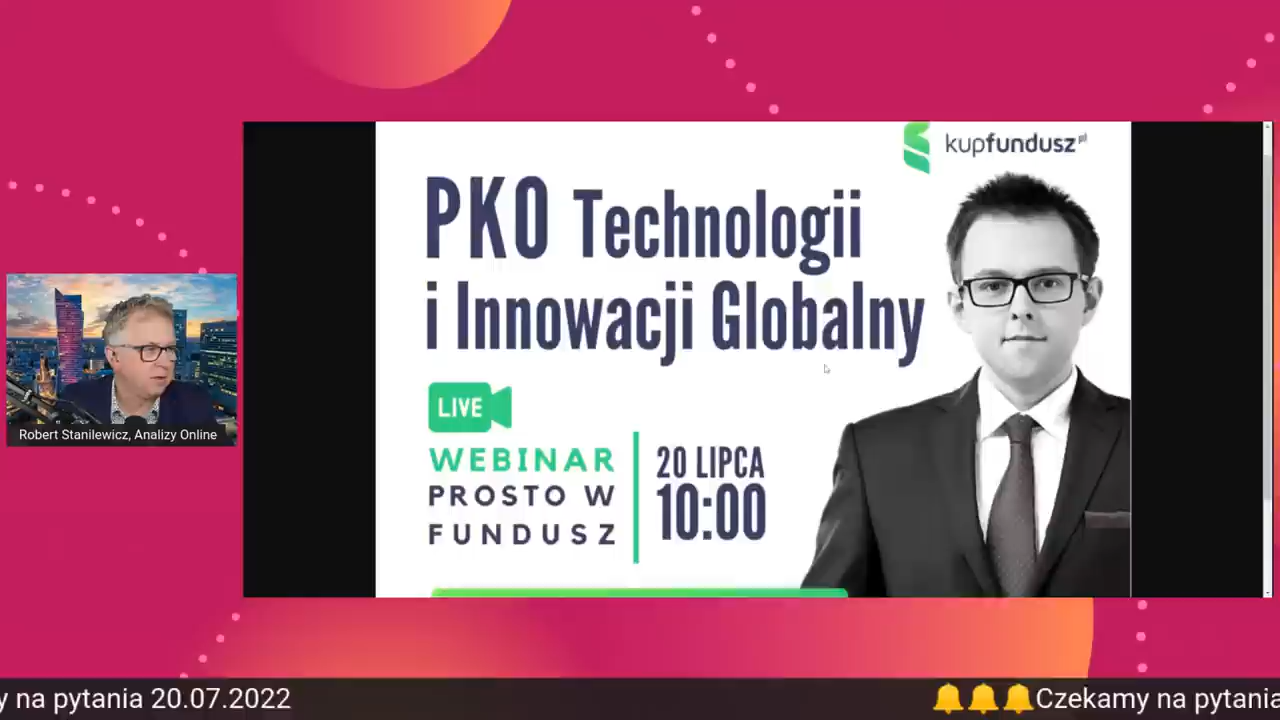 kupfundusz.pl
PKO Technologii
i Innowacji Globalny
LIVE
WEBINAR
PROSTO W
FUNDUSZ
20 LIPCA
10:00
Robert Stanilewicz, Analizy Online
y na pytania 20.07.2022
🔔🔔🔔Czekamy na pytania